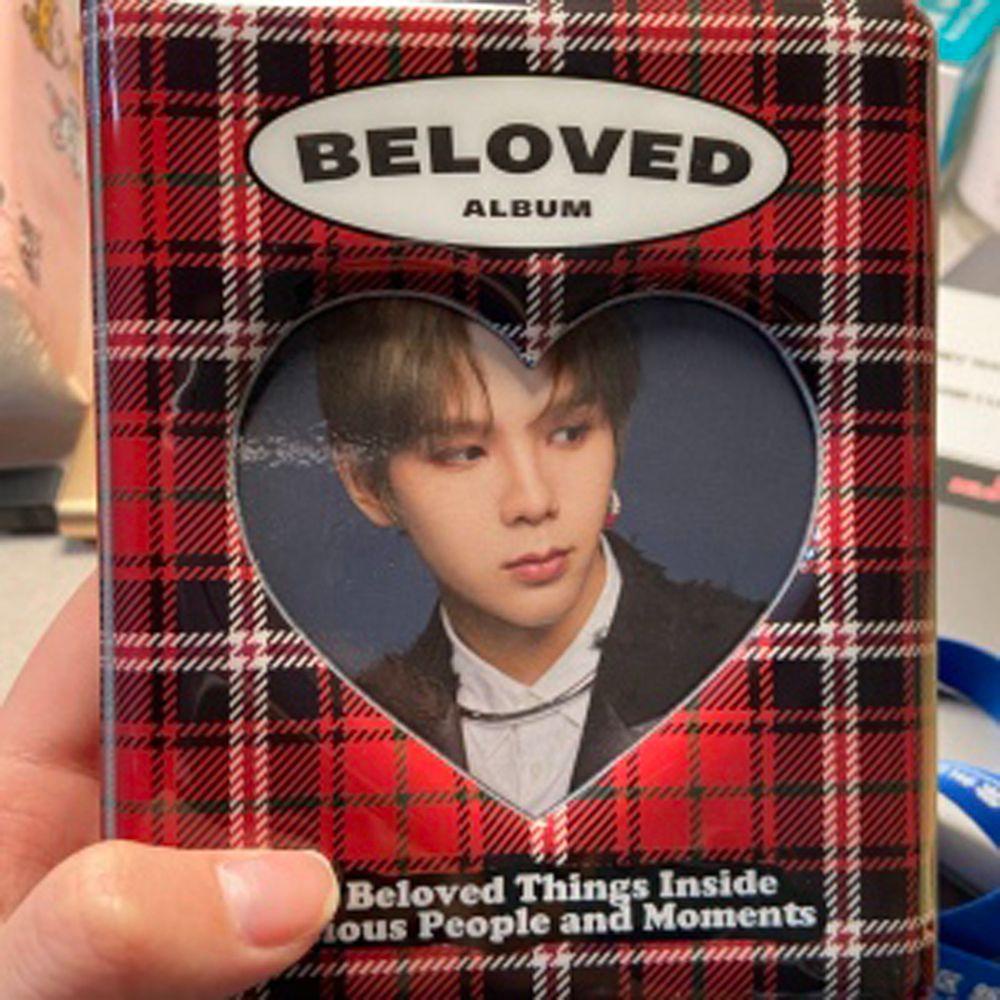 BELOVED
ALBUM
Beloved Things Inside
People and Moments